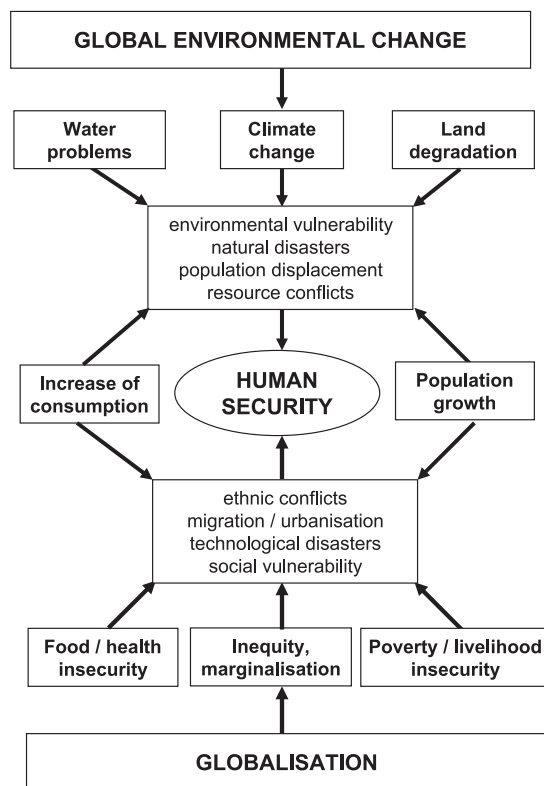 GLOBAL ENVIRONMENTAL CHANGE
Water
problems
Climate
change
Land
degradation
environmental vulnerability
natural disasters
population displacement
resource conflicts
Increase of
consumption
HUMAN
SECURITY
Population
growth
ethnic conflicts
migration / urbanisation
technological disasters
social vulnerability
Food / health
insecurity
Inequity,
marginalisation
Poverty / livelihood
insecurity
GLOBALISATION